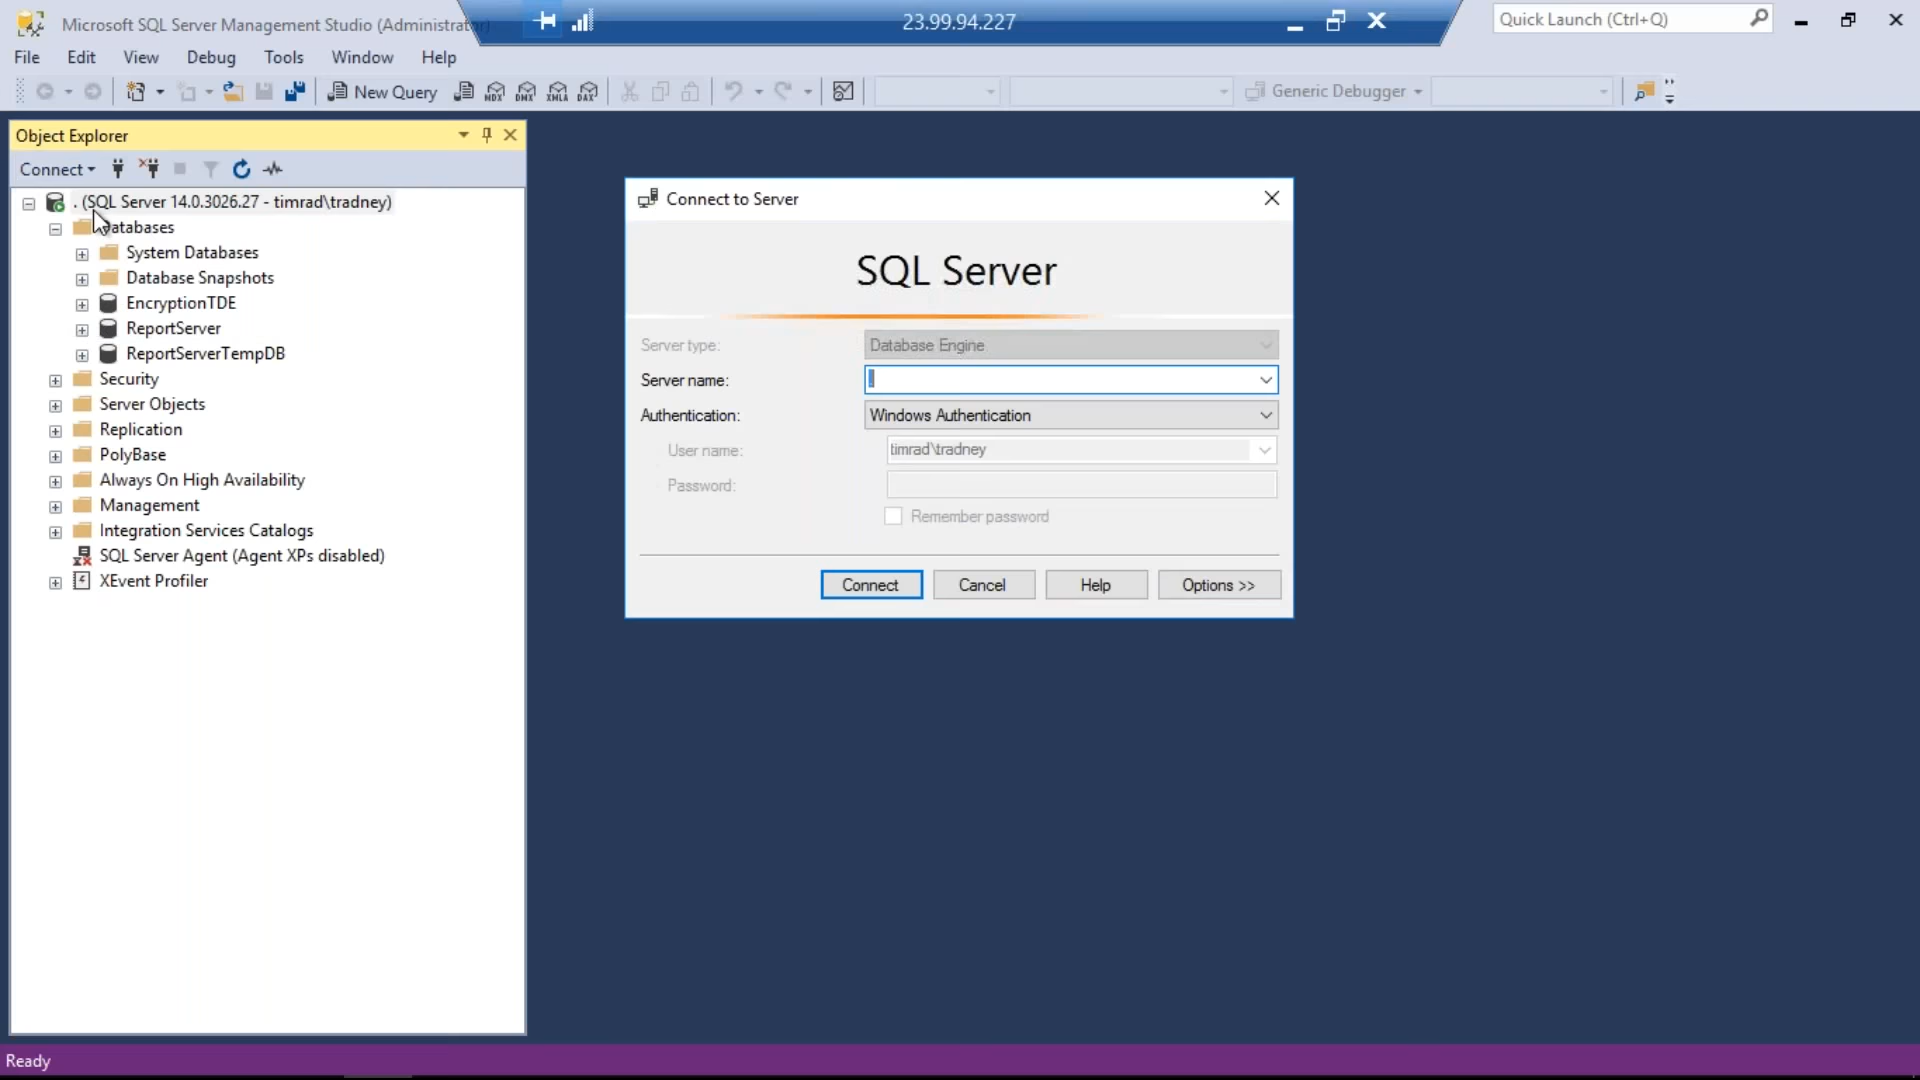 Microsoft SQL Server Management Studio (Administrator)
23.99.94.227
Quick Launch (Ctrl+Q)
File Edit View Debug Tools Window Help
New Query
MDX
DMX
XMLA
DAX
Generic Debugger
Object Explorer
Connect
. (SQL Server 14.0.3026.27 - timrad\tradney)
Databases
System Databases
Database Snapshots
EncryptionTDE
ReportServer
ReportServerTempDB
Security
Server Objects
Replication
PolyBase
Always On High Availability
Management
Integration Services Catalogs
SQL Server Agent (Agent XPs disabled)
XEvent Profiler
Connect to Server
SQL Server
Server type: Database Engine
Server name: .
Authentication: Windows Authentication
User name: timrad\tradney
Password:
Remember password
Connect Cancel Help Options >>
Ready